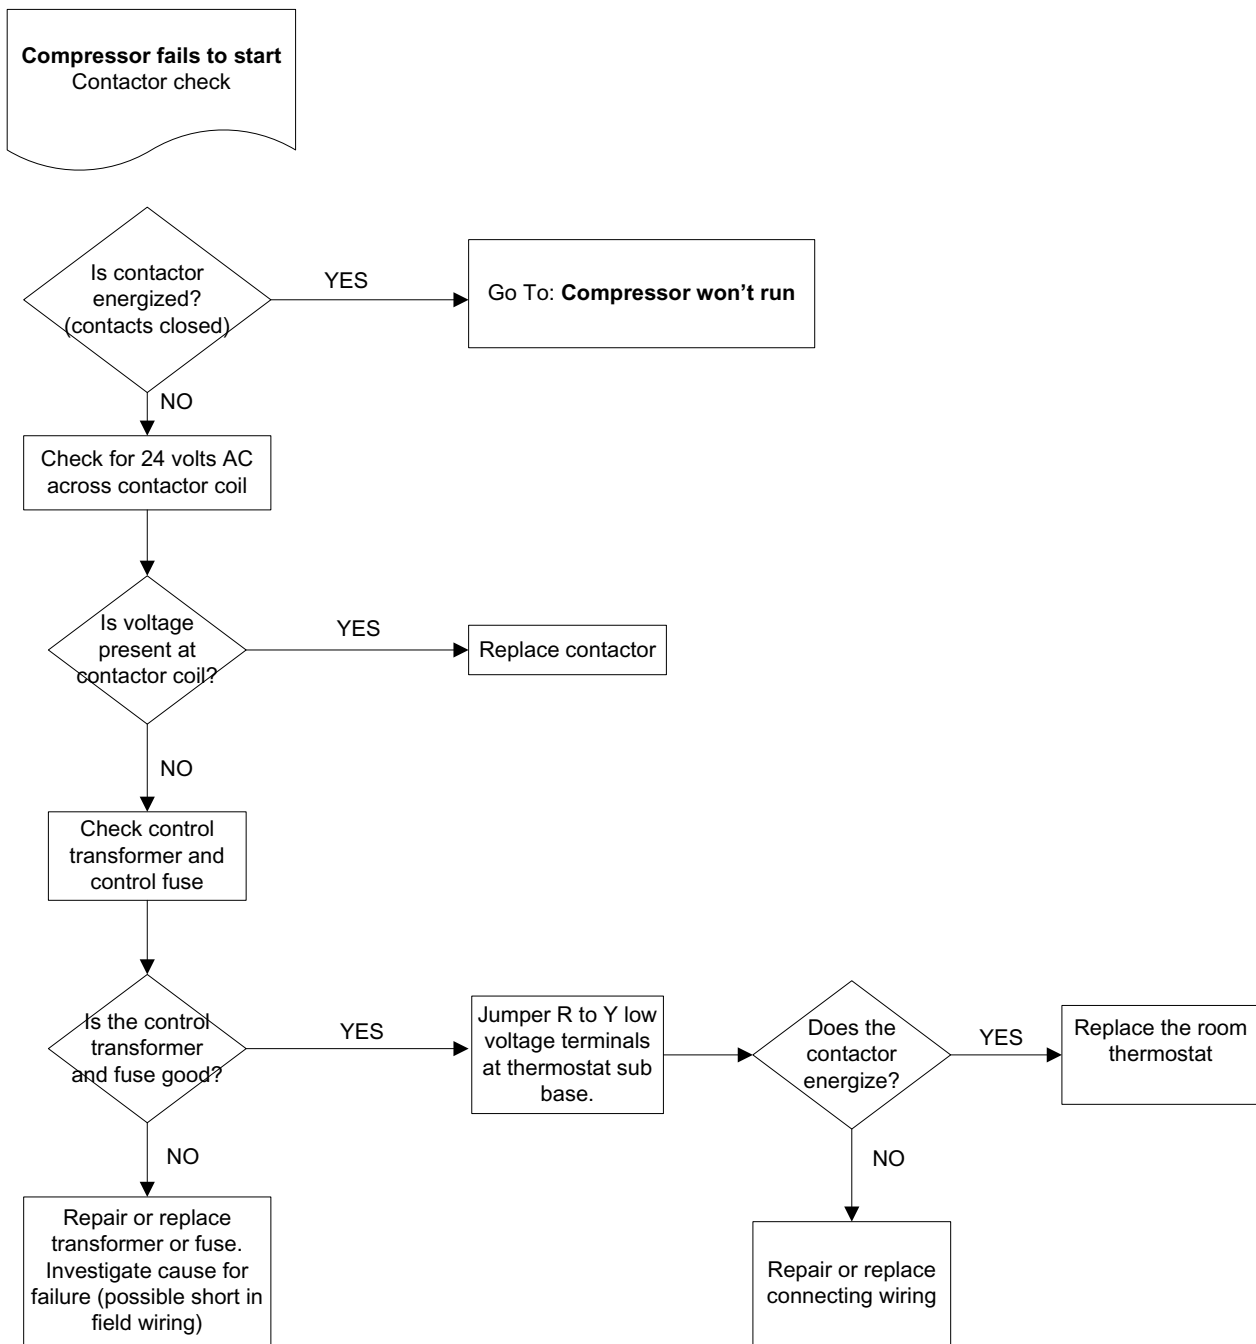 Compressor fails to start
Contactor check
Is contactor
energized?
(contacts closed)
YES
Go To: Compressor won’t run
NO
Check for 24 volts AC
across contactor coil
Is voltage
present at
contactor coil?
YES
Replace contactor
NO
Check control
transformer and
control fuse
Is the control
transformer
and fuse good?
YES
Jumper R to Y low
voltage terminals
at thermostat sub
base.
Does the
contactor
energize?
YES
Replace the room
thermostat
NO
Repair or replace
transformer or fuse.
Investigate cause for
failure (possible short in
field wiring)
NO
Repair or replace
connecting wiring